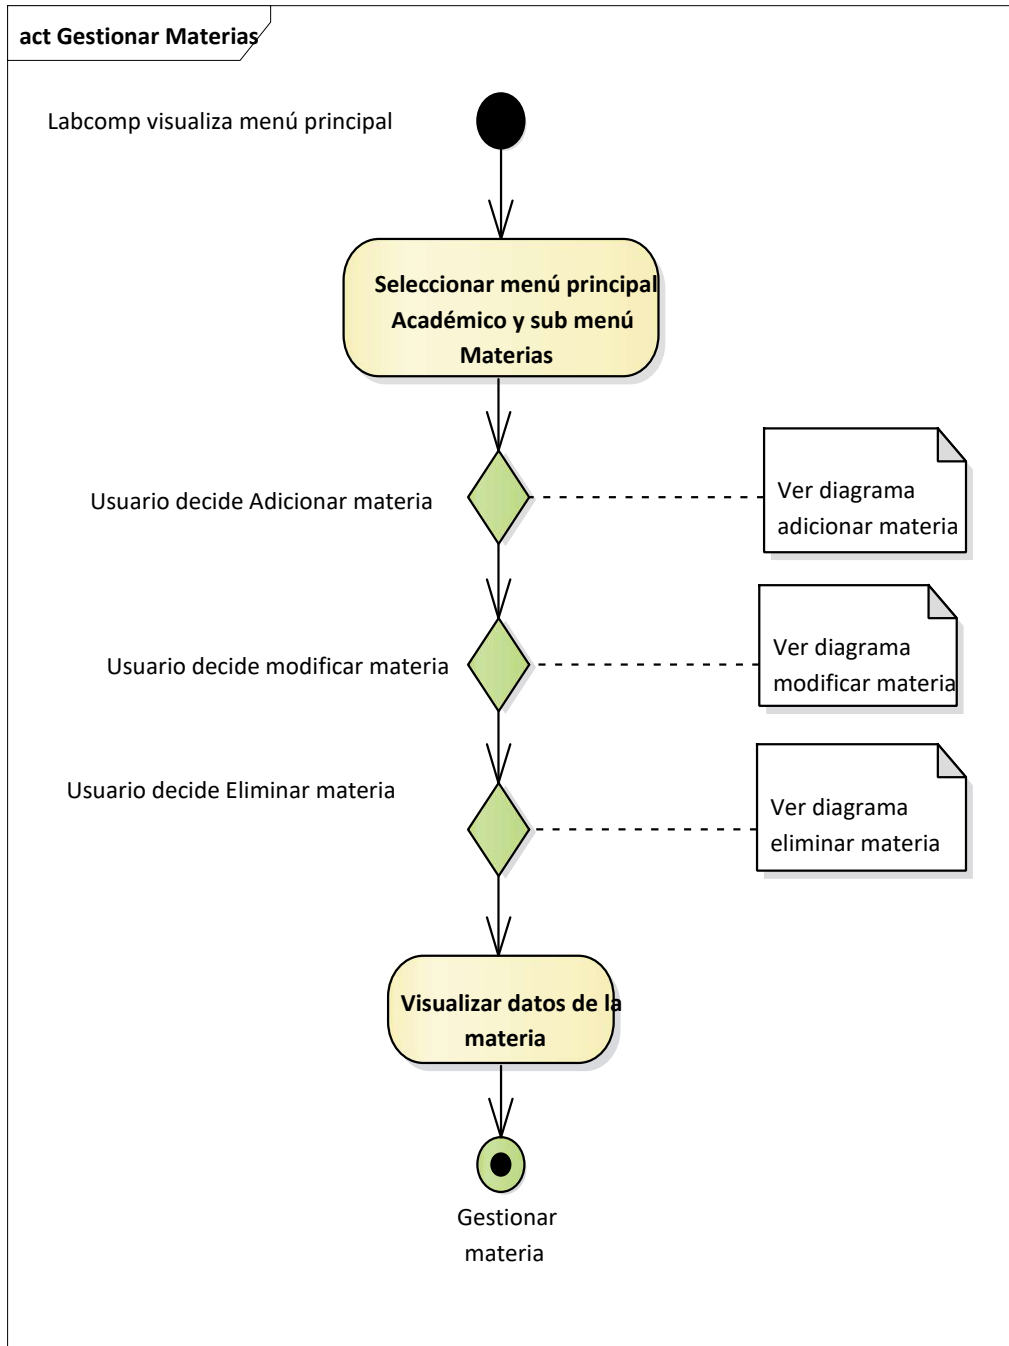 act Gestionar Materias
Labcomp visualiza menú principal
Seleccionar menú principal
Académico y sub menú
Materias
Usuario decide Adicionar materia
Ver diagrama
adicionar materia
Usuario decide modificar materia
Ver diagrama
modificar materia
Usuario decide Eliminar materia
Ver diagrama
eliminar materia
Visualizar datos de la
materia
Gestionar
materia